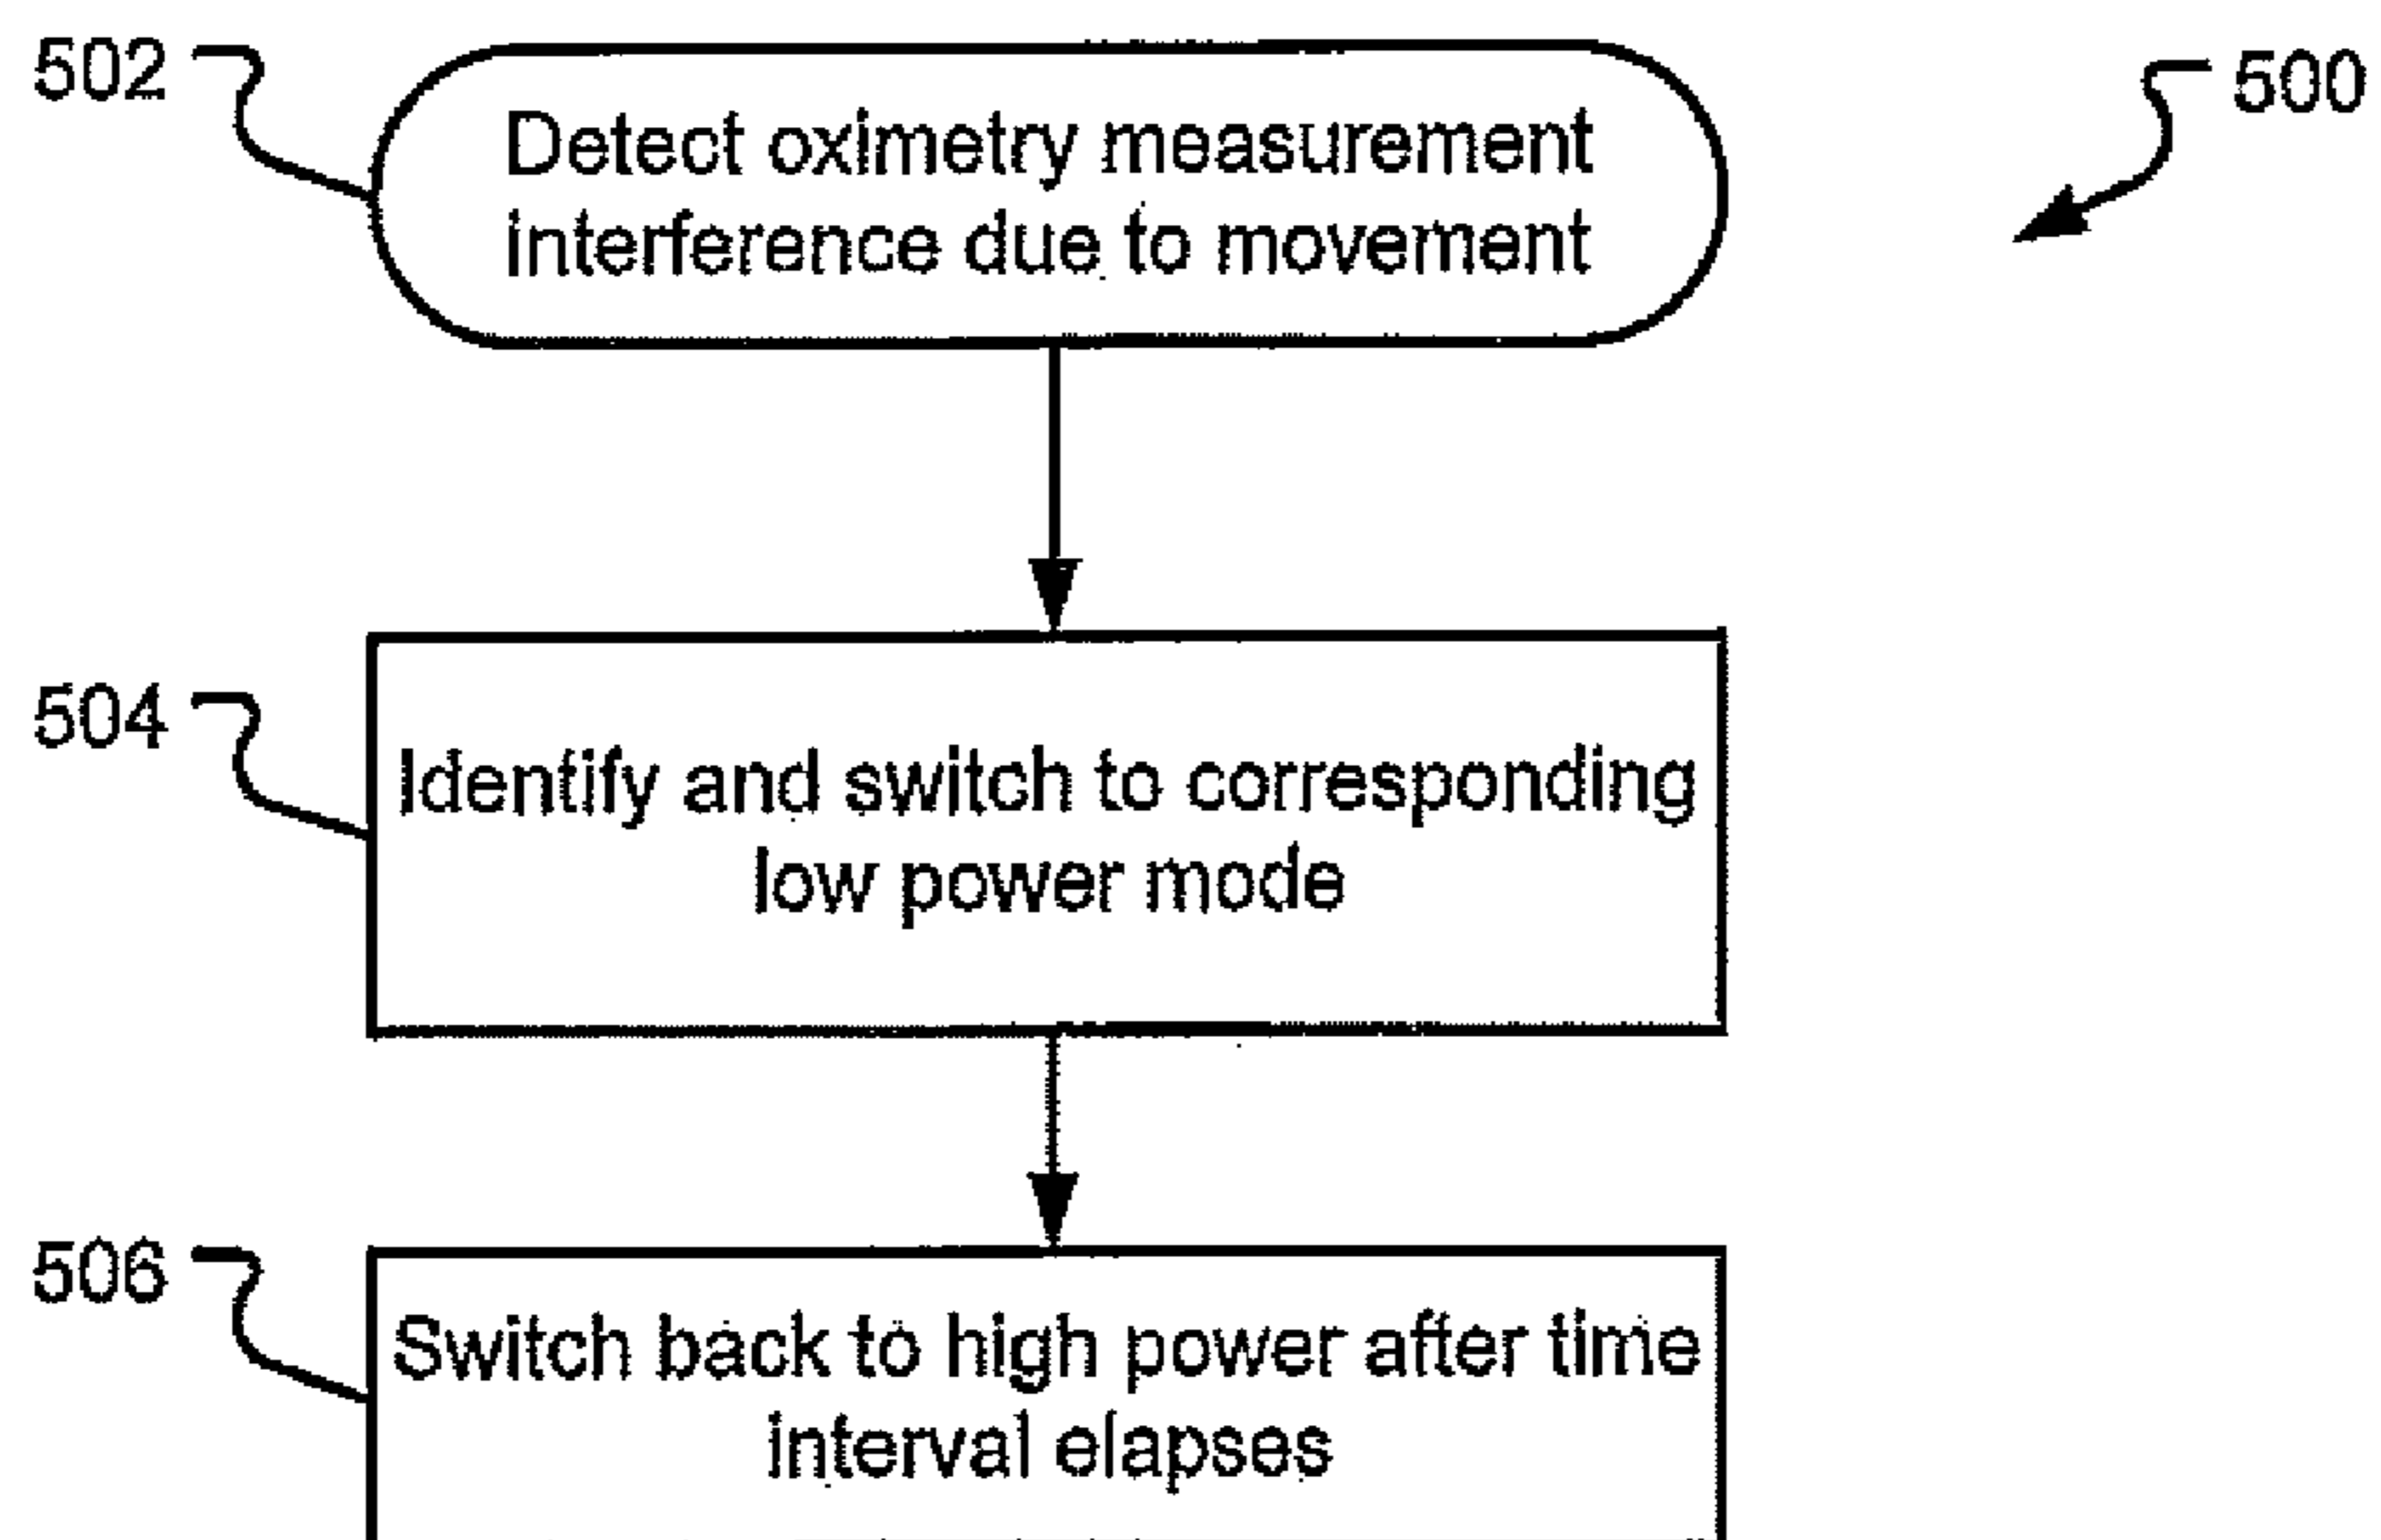 502
500
Detect oximetry measurement
interference due to movement
504
Identify and switch to corresponding
low power mode
506
Switch back to high power after time
interval elapses